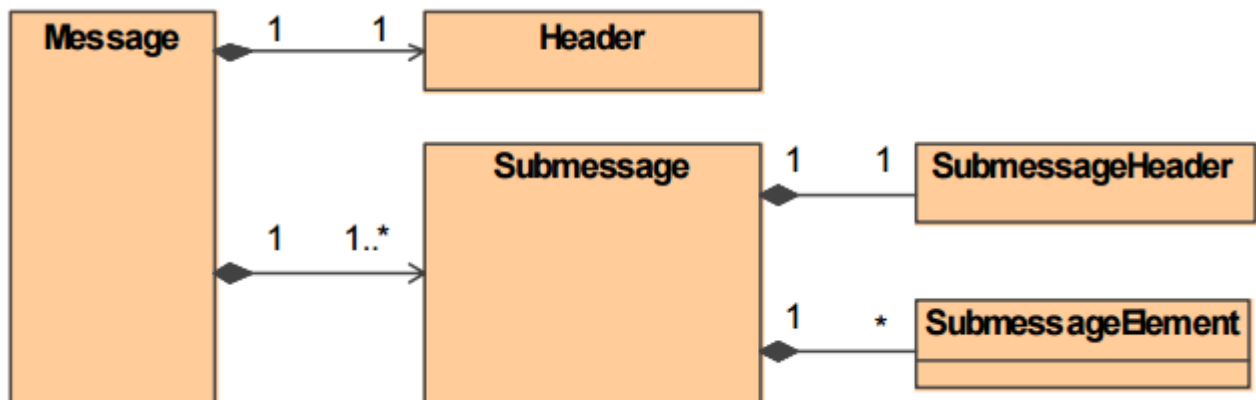 Message
1 1
Header
Submessage
1 1
SubmessageHeader
1 1..*
1 *
SubmessageElement